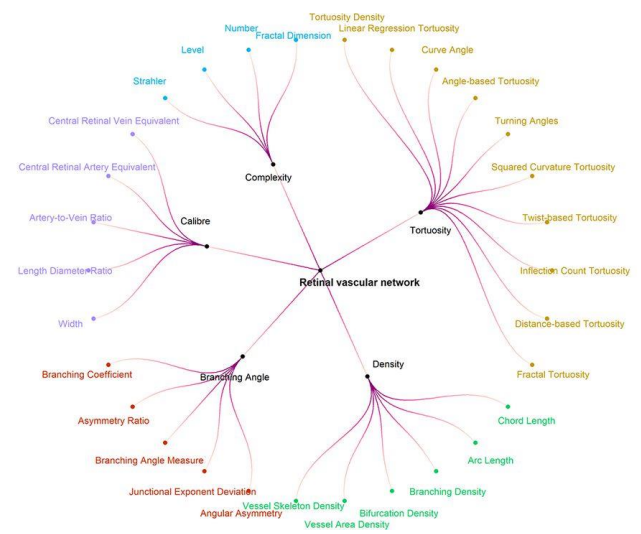 Tortuosity Density
Number
Linear Regression Tortuosity
Fractal Dimension
Level
Curve Angle
Strahler
Angle-based Tortuosity
Central Retinal Vein Equivalent
Turning Angles
Central Retinal Artery Equivalent
Squared Curvature Tortuosity
Complexity
Artery-to-Vein Ratio
Calibre
Twist-based Tortuosity
Tortuosity
Length Diameter Ratio
Inflection Count Tortuosity
Retinal vascular network
Width
Distance-based Tortuosity
Density
Branching Coefficient
Branching Angle
Fractal Tortuosity
Asymmetry Ratio
Chord Length
Branching Angle Measure
Arc Length
Junctional Exponent Deviation
Branching Density
Vessel Skeleton Density
Angular Asymmetry
Bifurcation Density
Vessel Area Density